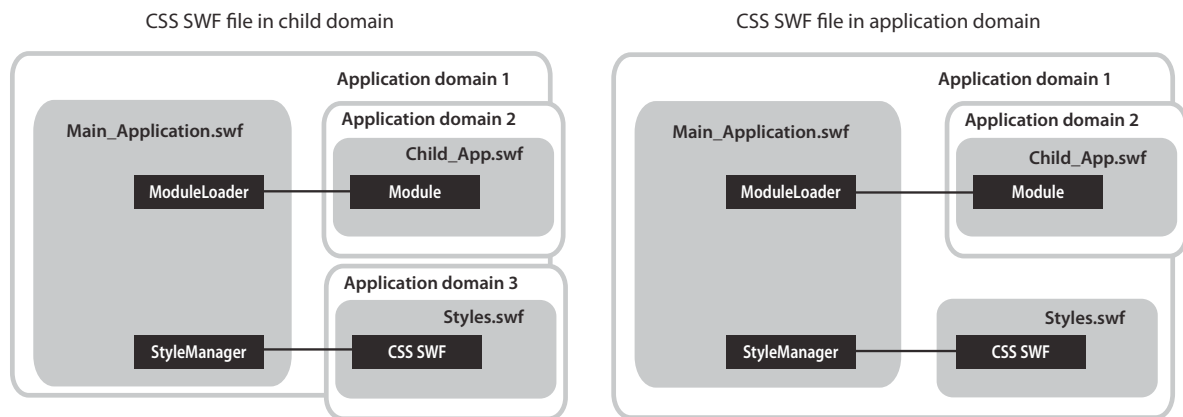 CSS SWF file in child domain
Application domain 1
Application domain 2
Main_Application.swf
Child_App.swf
ModuleLoader
Module
Application domain 3
Styles.swf
StyleManager
CSS SWF
CSS SWF file in application domain
Application domain 1
Application domain 2
Main_Application.swf
Child_App.swf
ModuleLoader
Module
Styles.swf
StyleManager
CSS SWF